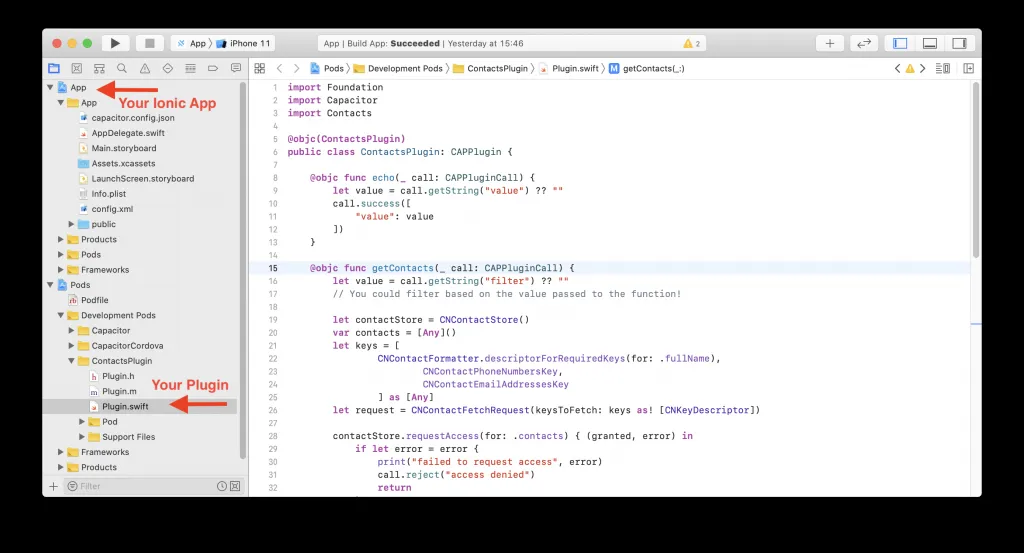 App
iPhone 11
App | Build App: Succeeded | Yesterday at 15:46
2
Pods
Development Pods
ContactsPlugin
Plugin.swift
M
getContacts(_:)
App
Your Ionic App
App
capacitor.config.json
AppDelegate.swift
Main.storyboard
Assets.xcassets
LaunchScreen.storyboard
Info.plist
config.xml
public
Products
Pods
Frameworks
Pods
Podfile
Development Pods
Capacitor
CapacitorCordova
ContactsPlugin
h Plugin.h
m Plugin.m
Your Plugin
Plugin.swift
Pod
Support Files
Frameworks
Products
Filter
1 import Foundation
2 import Capacitor
3 import Contacts
4
5 @objc(ContactsPlugin)
6 public class ContactsPlugin: CAPPlugin {
7
8 @objc func echo(_ call: CAPPluginCall) {
9 let value = call.getString("value") ?? ""
10 call.success([
11 "value": value
12 ])
13 }
14
15 @objc func getContacts(_ call: CAPPluginCall) {
16 let value = call.getString("filter") ?? ""
17 // You could filter based on the value passed to the function!
18
19 let contactStore = CNContactStore()
20 var contacts = [Any]()
21 let keys = [
22 CNContactFormatter.descriptorForRequiredKeys(for: .fullName),
23 CNContactPhoneNumbersKey,
24 CNContactEmailAddressesKey
25 ] as [Any]
26 let request = CNContactFetchRequest(keysToFetch: keys as! [CNKeyDescriptor])
27
28 contactStore.requestAccess(for: .contacts) { (granted, error) in
29 if let error = error {
30 print("failed to request access", error)
31 call.reject("access denied")
32 return